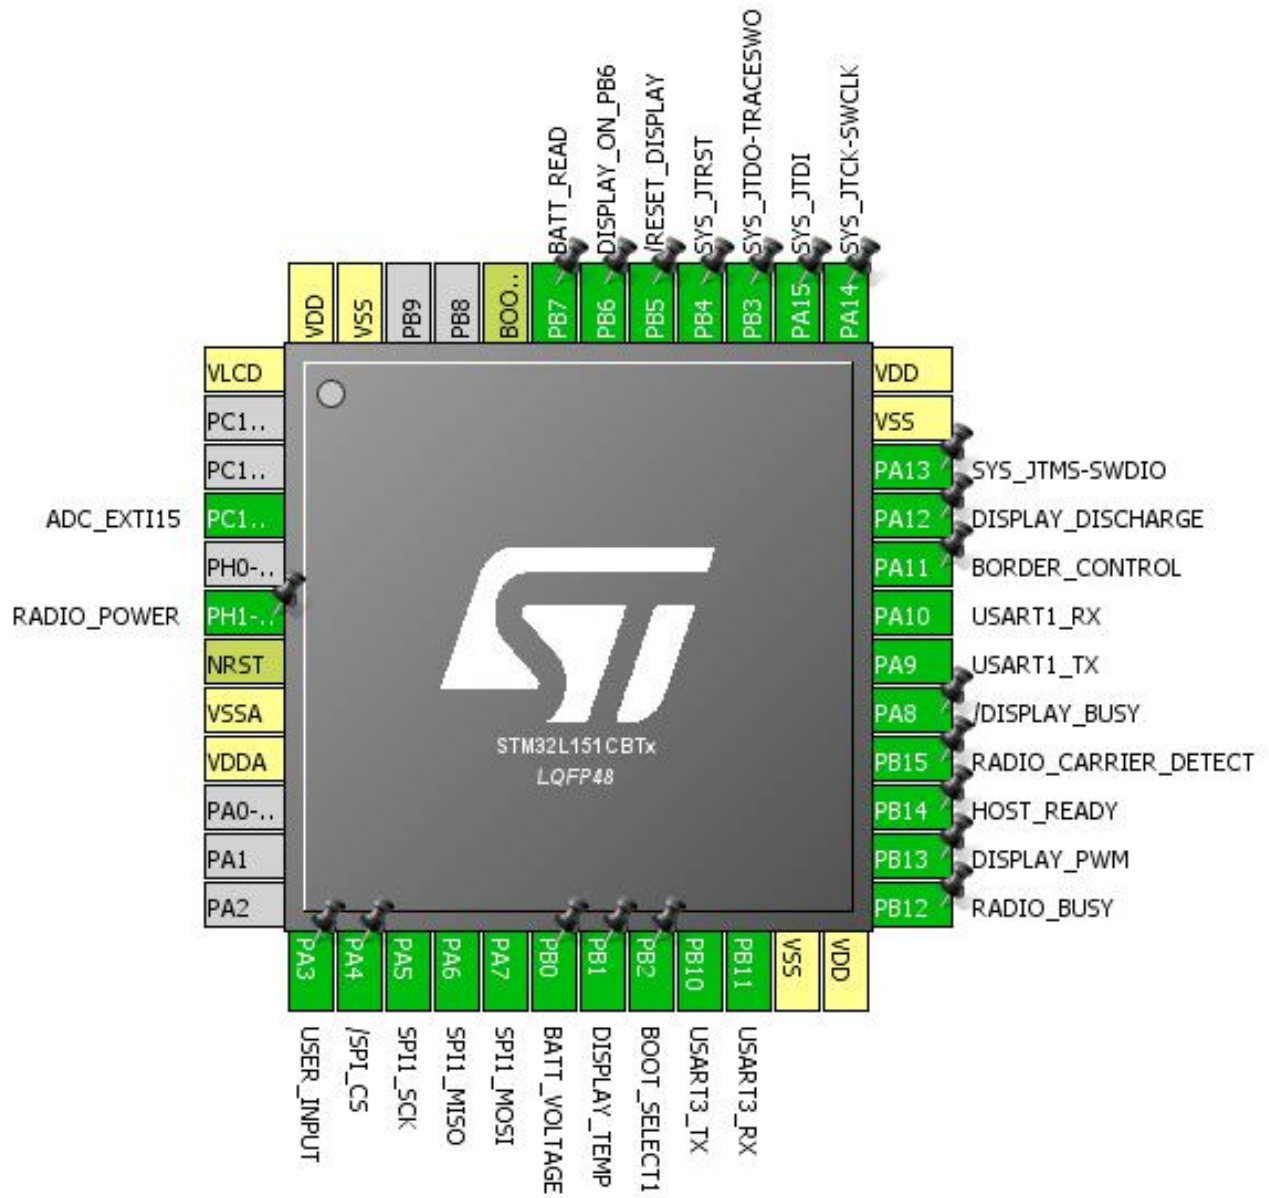 BATT_READ
DISPLAY_ON_PB6
/RESET_DISPLAY
SYS_JTRST
SYS_JTDO-TRACESWO
SYS_JTDI
SYS_JTCK-SWCLK
VDD
VSS
PB9
PB8
BOO..
PB7
PB6
PB5
PB4
PB3
PA15
PA14
VLCD
PC1..
PC1..
ADC_EXTI15 PC1..
PH0-..
RADIO_POWER PH1-..
NRST
VSSA
VDDA
PA0-..
PA1
PA2
ST
STM32L151CBTx
LQFP48
VDD
VSS
PA13 SYS_JTMS-SWDIO
PA12 DISPLAY_DISCHARGE
PA11 BORDER_CONTROL
PA10 USART1_RX
PA9 USART1_TX
PA8 /DISPLAY_BUSY
PB15 RADIO_CARRIER_DETECT
PB14 HOST_READY
PB13 DISPLAY_PWM
PB12 RADIO_BUSY
PA3
PA4
PA5
PA6
PA7
PB0
PB1
PB2
PB10
PB11
VSS
VDD
USER_INPUT
/SPI_CS
SPI1_SCK
SPI1_MISO
SPI1_MOSI
BATT_VOLTAGE
DISPLAY_TEMP
BOOT_SELECT1
USART3_TX
USART3_RX